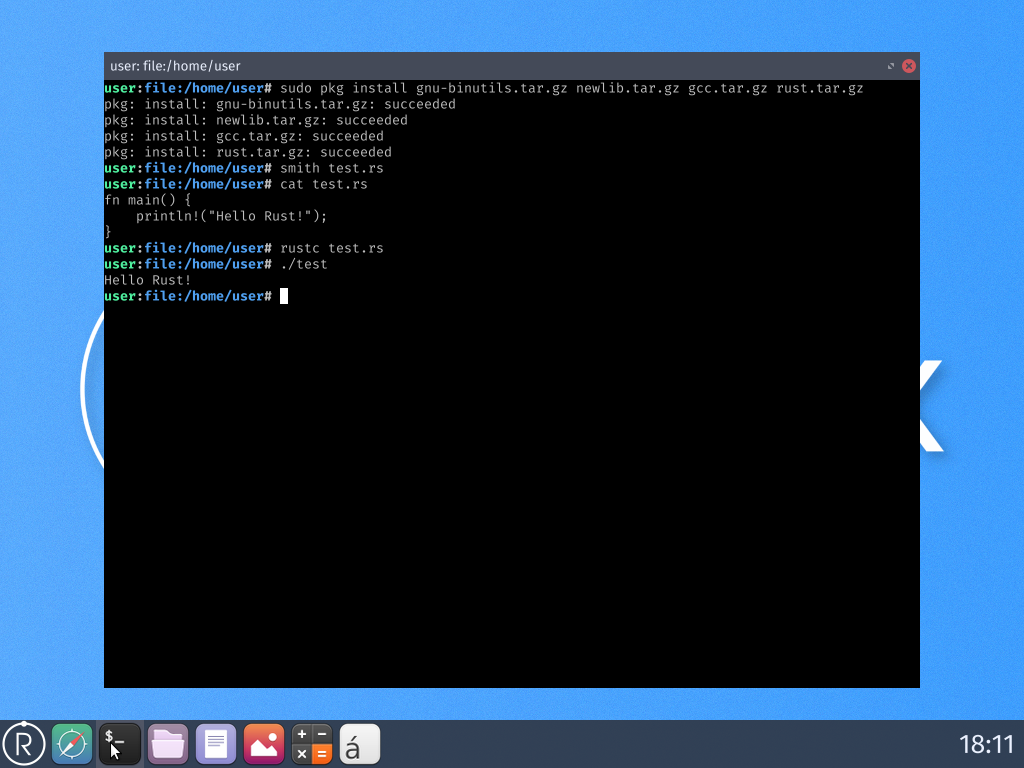 user: file:/home/user
user:file:/home/user# sudo pkg install gnu-binutils.tar.gz newlib.tar.gz gcc.tar.gz rust.tar.gz
pkg: install: gnu-binutils.tar.gz: succeeded
pkg: install: newlib.tar.gz: succeeded
pkg: install: gcc.tar.gz: succeeded
pkg: install: rust.tar.gz: succeeded
user:file:/home/user# smith test.rs
user:file:/home/user# cat test.rs
fn main() {
    println!("Hello Rust!");
}
user:file:/home/user# rustc test.rs
user:file:/home/user# ./test
Hello Rust!
user:file:/home/user#
x
R $_ + − × = á 18:11